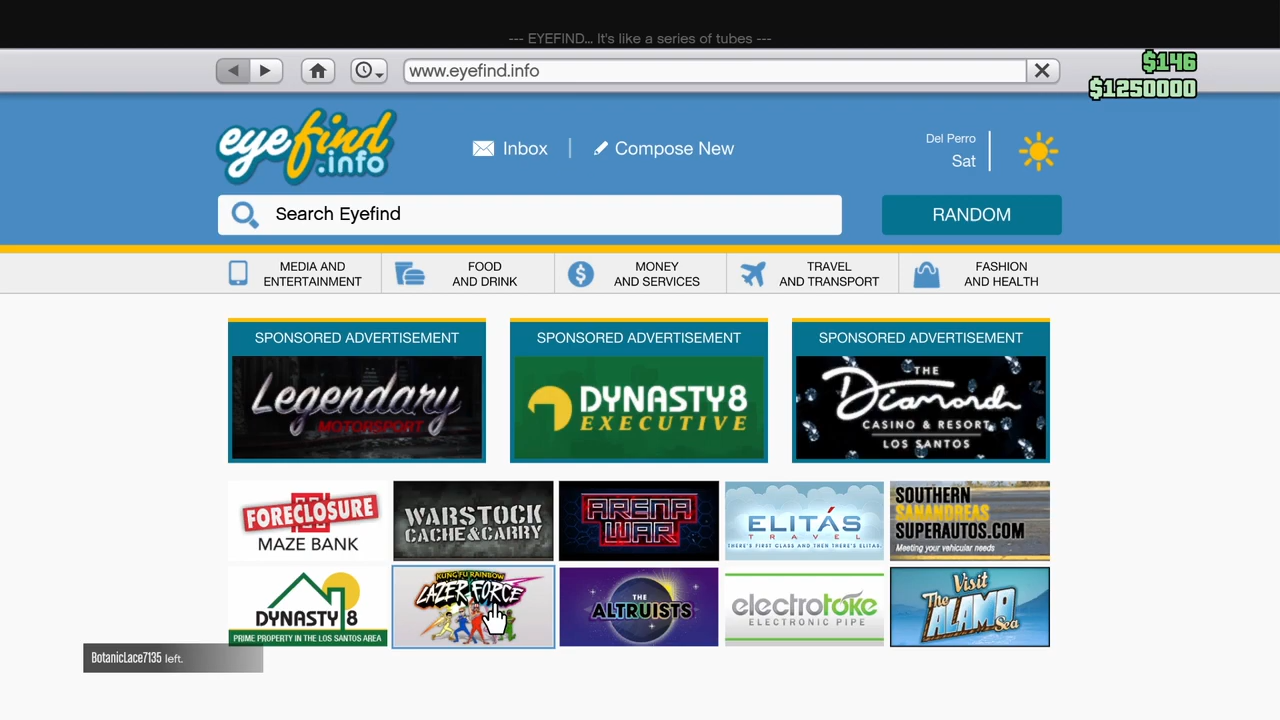 --- EYEFIND... It's like a series of tubes ---
www.eyefind.info
$146
$1250000
eyefind
.info
Inbox
Compose New
Del Perro
Sat
Search Eyefind
RANDOM
MEDIA AND
ENTERTAINMENT
FOOD
AND DRINK
MONEY
AND SERVICES
TRAVEL
AND TRANSPORT
FASHION
AND HEALTH
SPONSORED ADVERTISEMENT
Legendary
MOTORSPORT
SPONSORED ADVERTISEMENT
DYNASTY 8
EXECUTIVE
SPONSORED ADVERTISEMENT
THE
Diamond
CASINO & RESORT
LOS SANTOS
FORECLOSURE
MAZE BANK
WARSTOCK
CACHE & CARRY
ARENA
WAR
ELITÁS
TRAVEL
THERE'S FIRST CLASS AND THEN THERE'S ELITAS.
SOUTHERN
SANANDREAS
SUPERAUTOS.COM
Meeting your vehicular needs
DYNASTY 8
PRIME PROPERTY IN THE LOS SANTOS AREA
KUNG FU RAINBOW
LAZER FORCE
THE
ALTRUISTS
electrotoke
ELECTRONIC PIPE
Visit
The
ALAMO
Sea
BotanicLace7135 left.